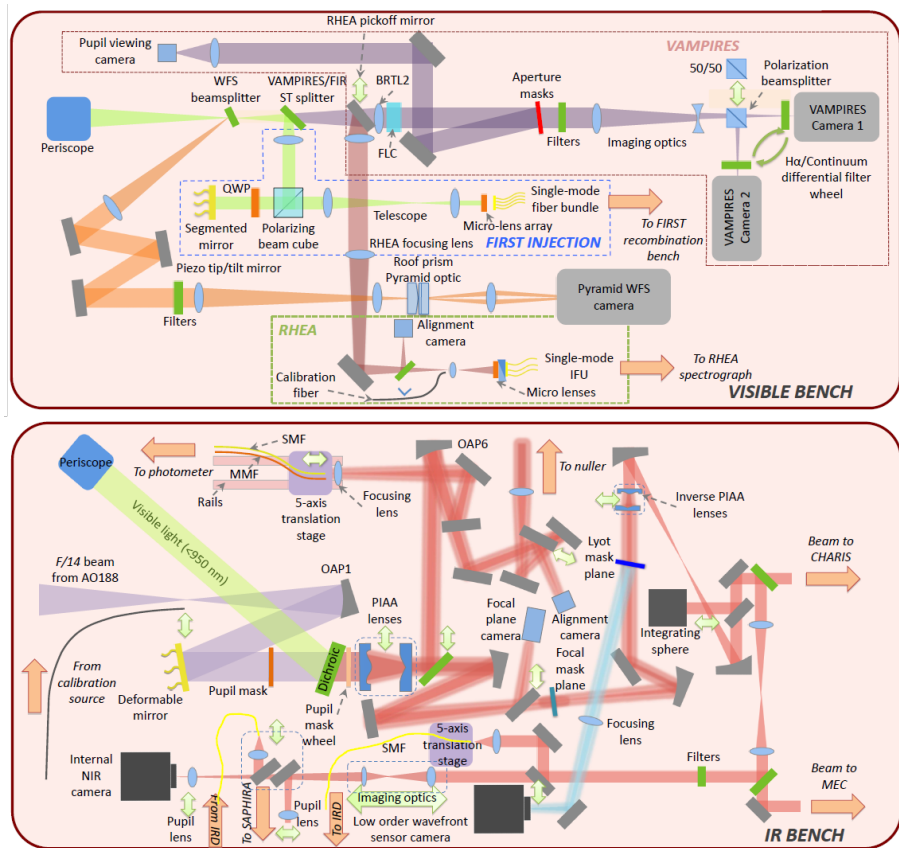 RHEA pickoff mirror
Pupil viewing
camera
VAMPIRES
50/50
Polarization
beamsplitter
WFS
beamsplitter
VAMPIRES/FIR
ST splitter
BRTL2
Aperture
masks
VAMPIRES
Camera 1
Periscope
FLC
Filters
Imaging optics
Hα/Continuum
differential filter
wheel
VAMPIRES
Camera 2
QWP
Segmented
mirror
Polarizing
beam cube
Telescope
Single-mode
fiber bundle
Micro-lens array
FIRST INJECTION
To FIRST
recombination
bench
RHEA focusing lens
Roof prism
Pyramid optic
Piezo tip/tilt mirror
Filters
Pyramid WFS
camera
RHEA
Alignment
camera
Calibration
fiber
Single-mode
IFU
Micro lenses
To RHEA
spectrograph
VISIBLE BENCH
Periscope
SMF
To photometer
MMF
Rails
5-axis
translation
stage
Focusing
lens
OAP6
To nuller
Inverse PIAA
lenses
Visible light (<950 nm)
F/14 beam
from AO188
OAP1
PIAA
lenses
Focal
plane
camera
Alignment
camera
Lyot
mask
plane
Beam to
CHARIS
Integrating
sphere
From
calibration
source
Deformable
mirror
Pupil mask
Dichroic
Pupil
mask
wheel
Focal
mask
plane
Focusing
lens
Internal
NIR
camera
SMF
5-axis
translation
stage
Filters
Pupil
lens
From IRD
To SAPHIRA
Pupil
lens
To IRD
Imaging optics
Low order wavefront
sensor camera
Beam to
MEC
IR BENCH